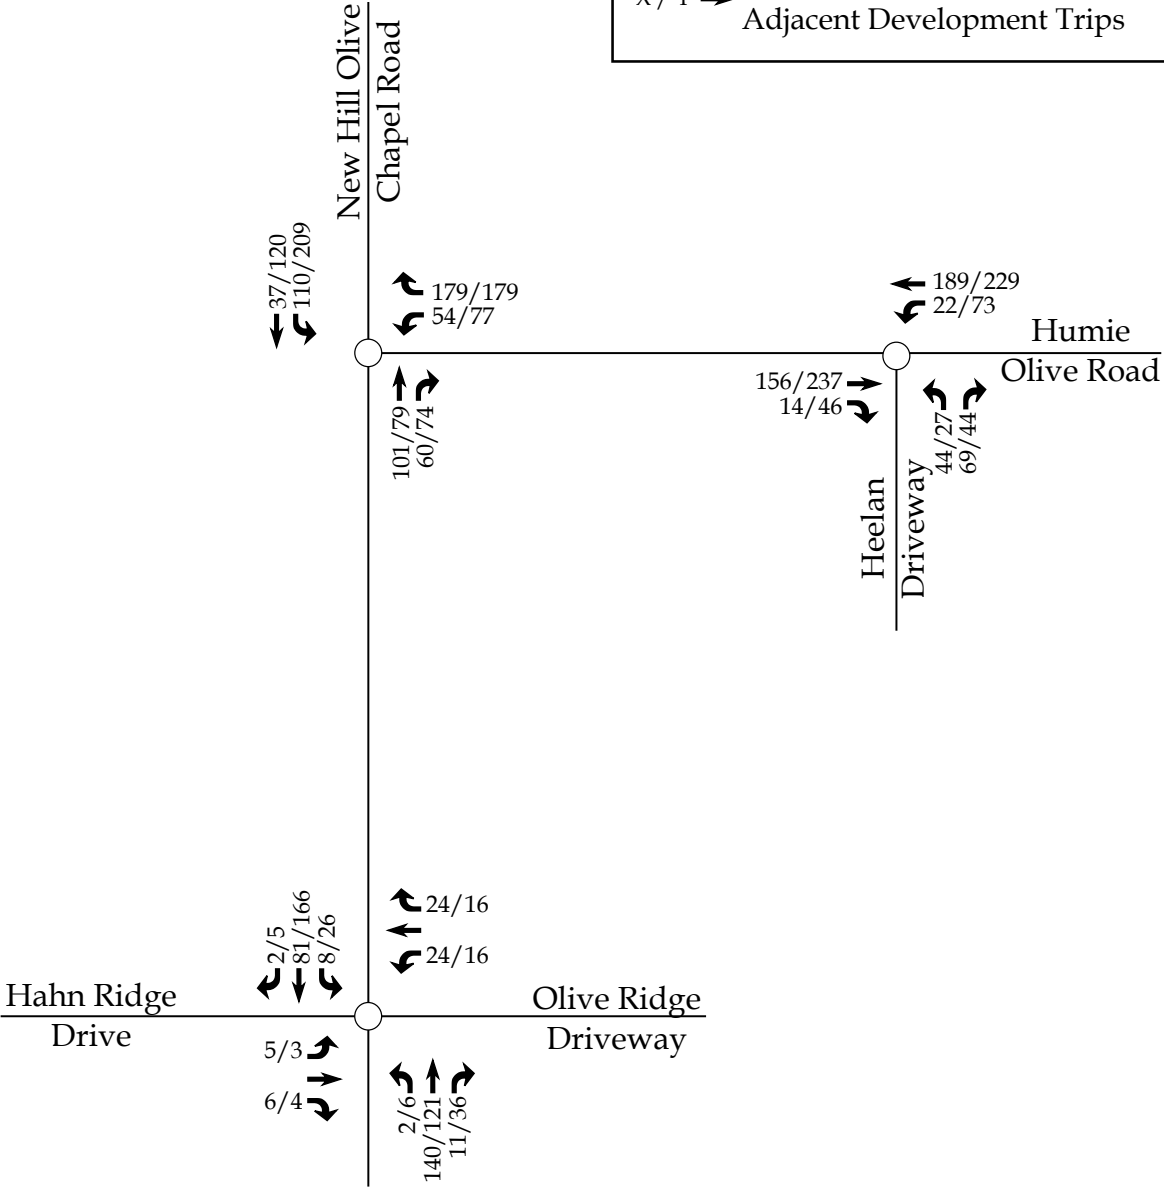 Adjacent Development Trips
New Hill Olive
Chapel Road
37/120
110/209
179/179
54/77
101/79
60/74
189/229
22/73
Humie
Olive Road
156/237
14/46
44/27
69/44
Heelan
Driveway
2/5
81/166
8/26
24/16
24/16
Hahn Ridge
Drive
Olive Ridge
Driveway
5/3
6/4
2/6
140/121
11/36